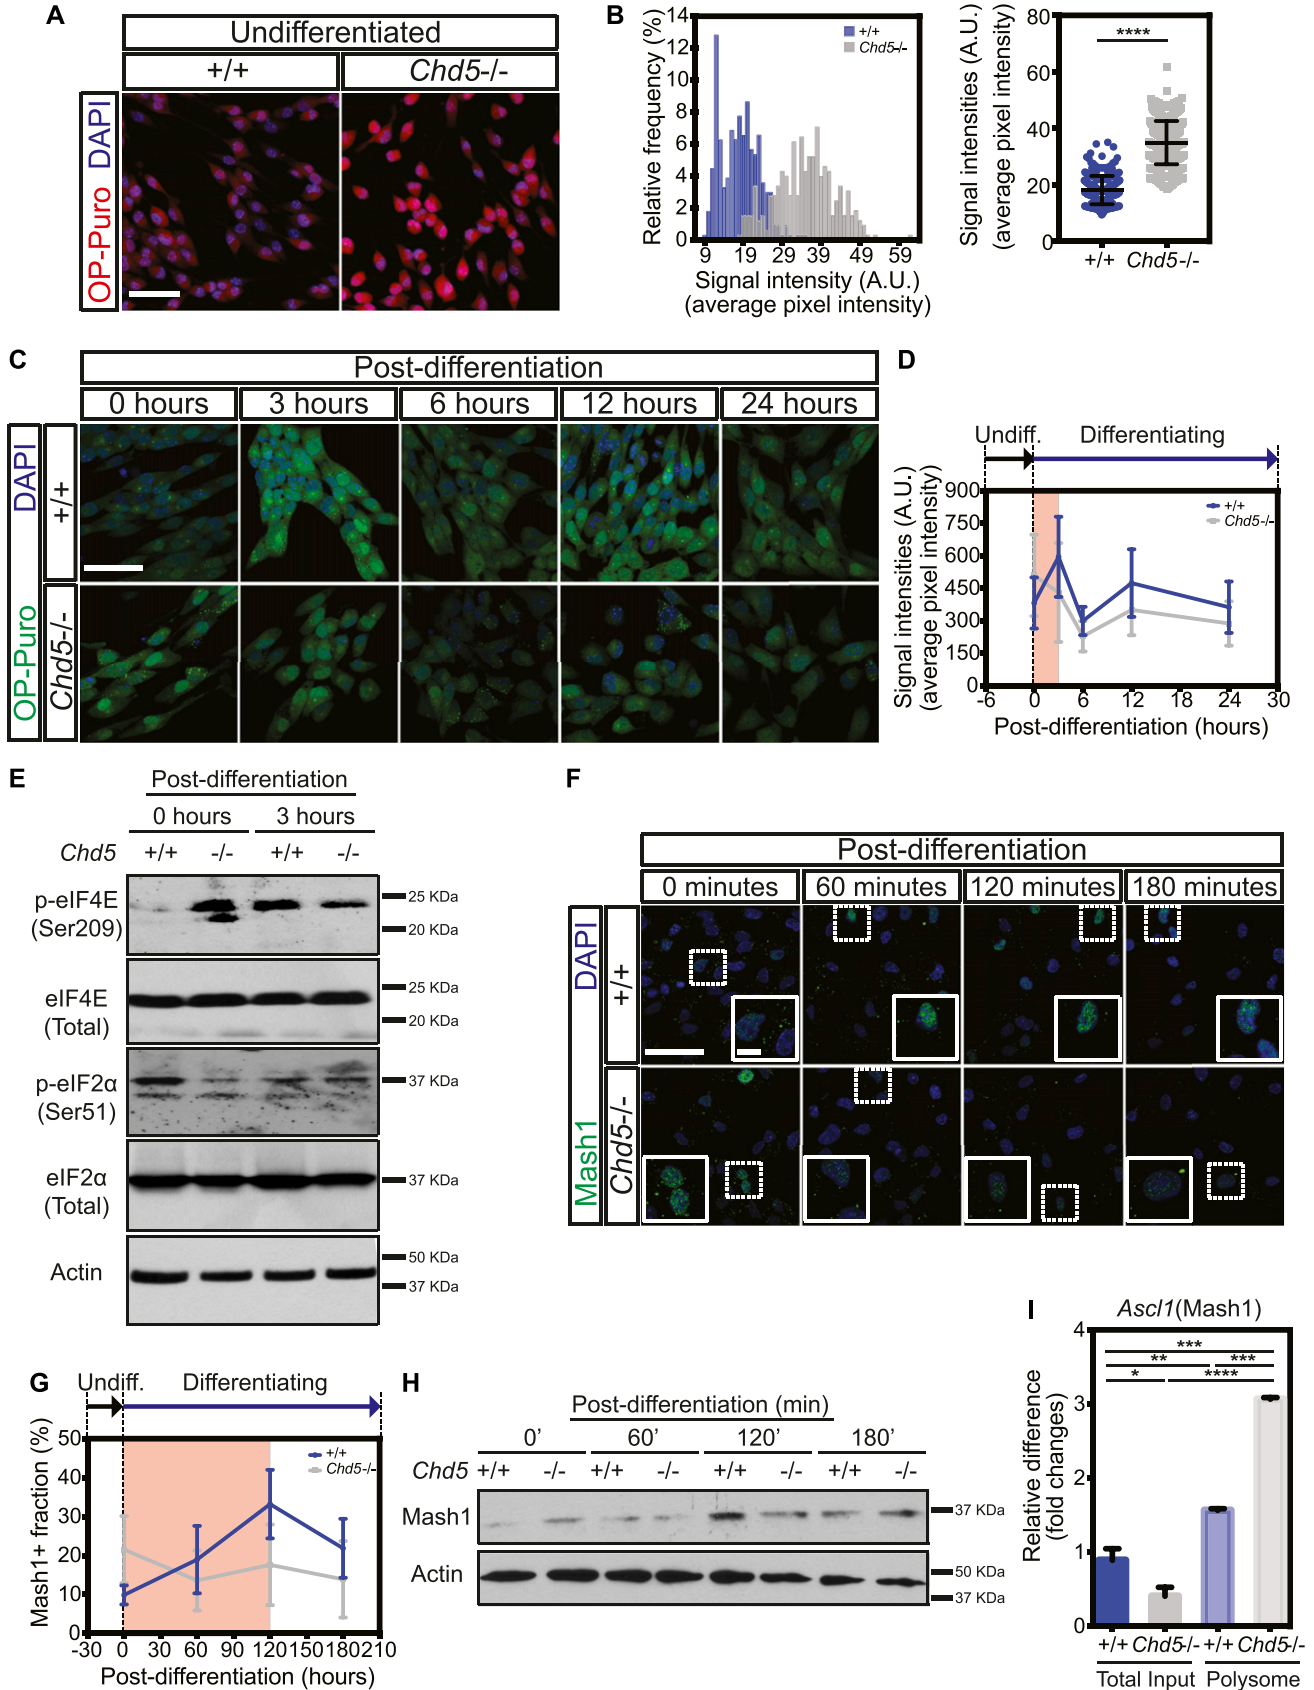 A
Undifferentiated
+/+ Chd5-/-
OP-Puro DAPI
B
Relative frequency (%)
14
12
10
8
6
4
2
0
9 19 29 39 49 59
Signal intensity (A.U.)
(average pixel intensity)
+/+
Chd5-/-
Signal intensities (A.U.)
(average pixel intensity)
80
60
40
20
0
****
+/+ Chd5-/-
C
Post-differentiation
0 hours 3 hours 6 hours 12 hours 24 hours
OP-Puro DAPI
+/+
Chd5-/-
D
Undiff. Differentiating
Signal intensities (A.U.)
(average pixel intensity)
900
750
600
450
300
150
0
+/+
Chd5-/-
-6 0 6 12 18 24 30
Post-differentiation (hours)
E
Post-differentiation
0 hours 3 hours
Chd5 +/+ -/- +/+ -/-
p-eIF4E
(Ser209)
25 KDa
20 KDa
eIF4E
(Total)
25 KDa
20 KDa
p-eIF2α
(Ser51)
37 KDa
eIF2α
(Total)
37 KDa
Actin
50 KDa
37 KDa
F
Post-differentiation
0 minutes 60 minutes 120 minutes 180 minutes
Mash1 DAPI
+/+
Chd5-/-
G
Undiff. Differentiating
Mash1+ fraction (%)
50
40
30
20
10
0
+/+
Chd5-/-
-30 0 30 60 90 120 150 180 210
Post-differentiation (hours)
H
Post-differentiation (min)
0’ 60’ 120’ 180’
Chd5 +/+ -/- +/+ -/- +/+ -/- +/+ -/-
Mash1
37 KDa
Actin
50 KDa
37 KDa
I
Ascl1(Mash1)
Relative difference
(fold changes)
4
3
2
1
0
***
** ***
* ****
+/+ Chd5-/- +/+ Chd5-/-
Total Input Polysome